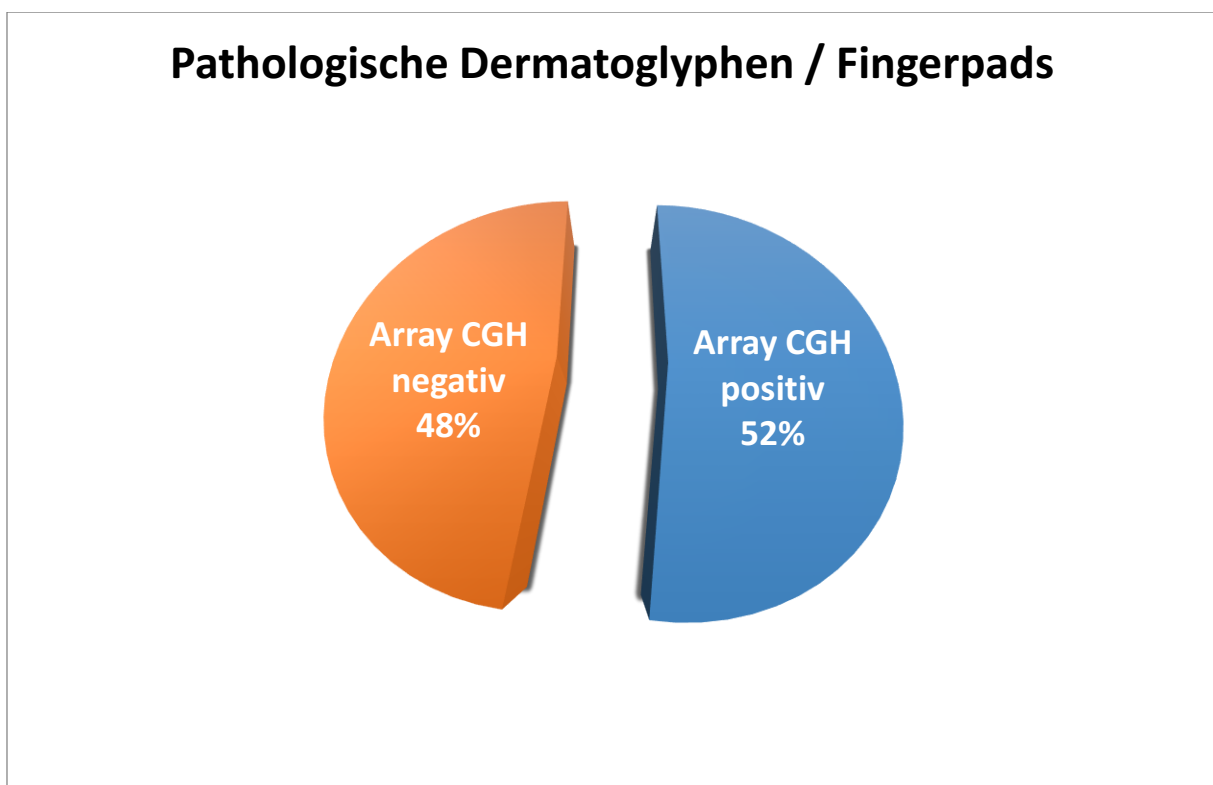 Pathologische Dermatoglyphen / Fingerpads
Array CGH
negativ
48%
Array CGH
positiv
52%